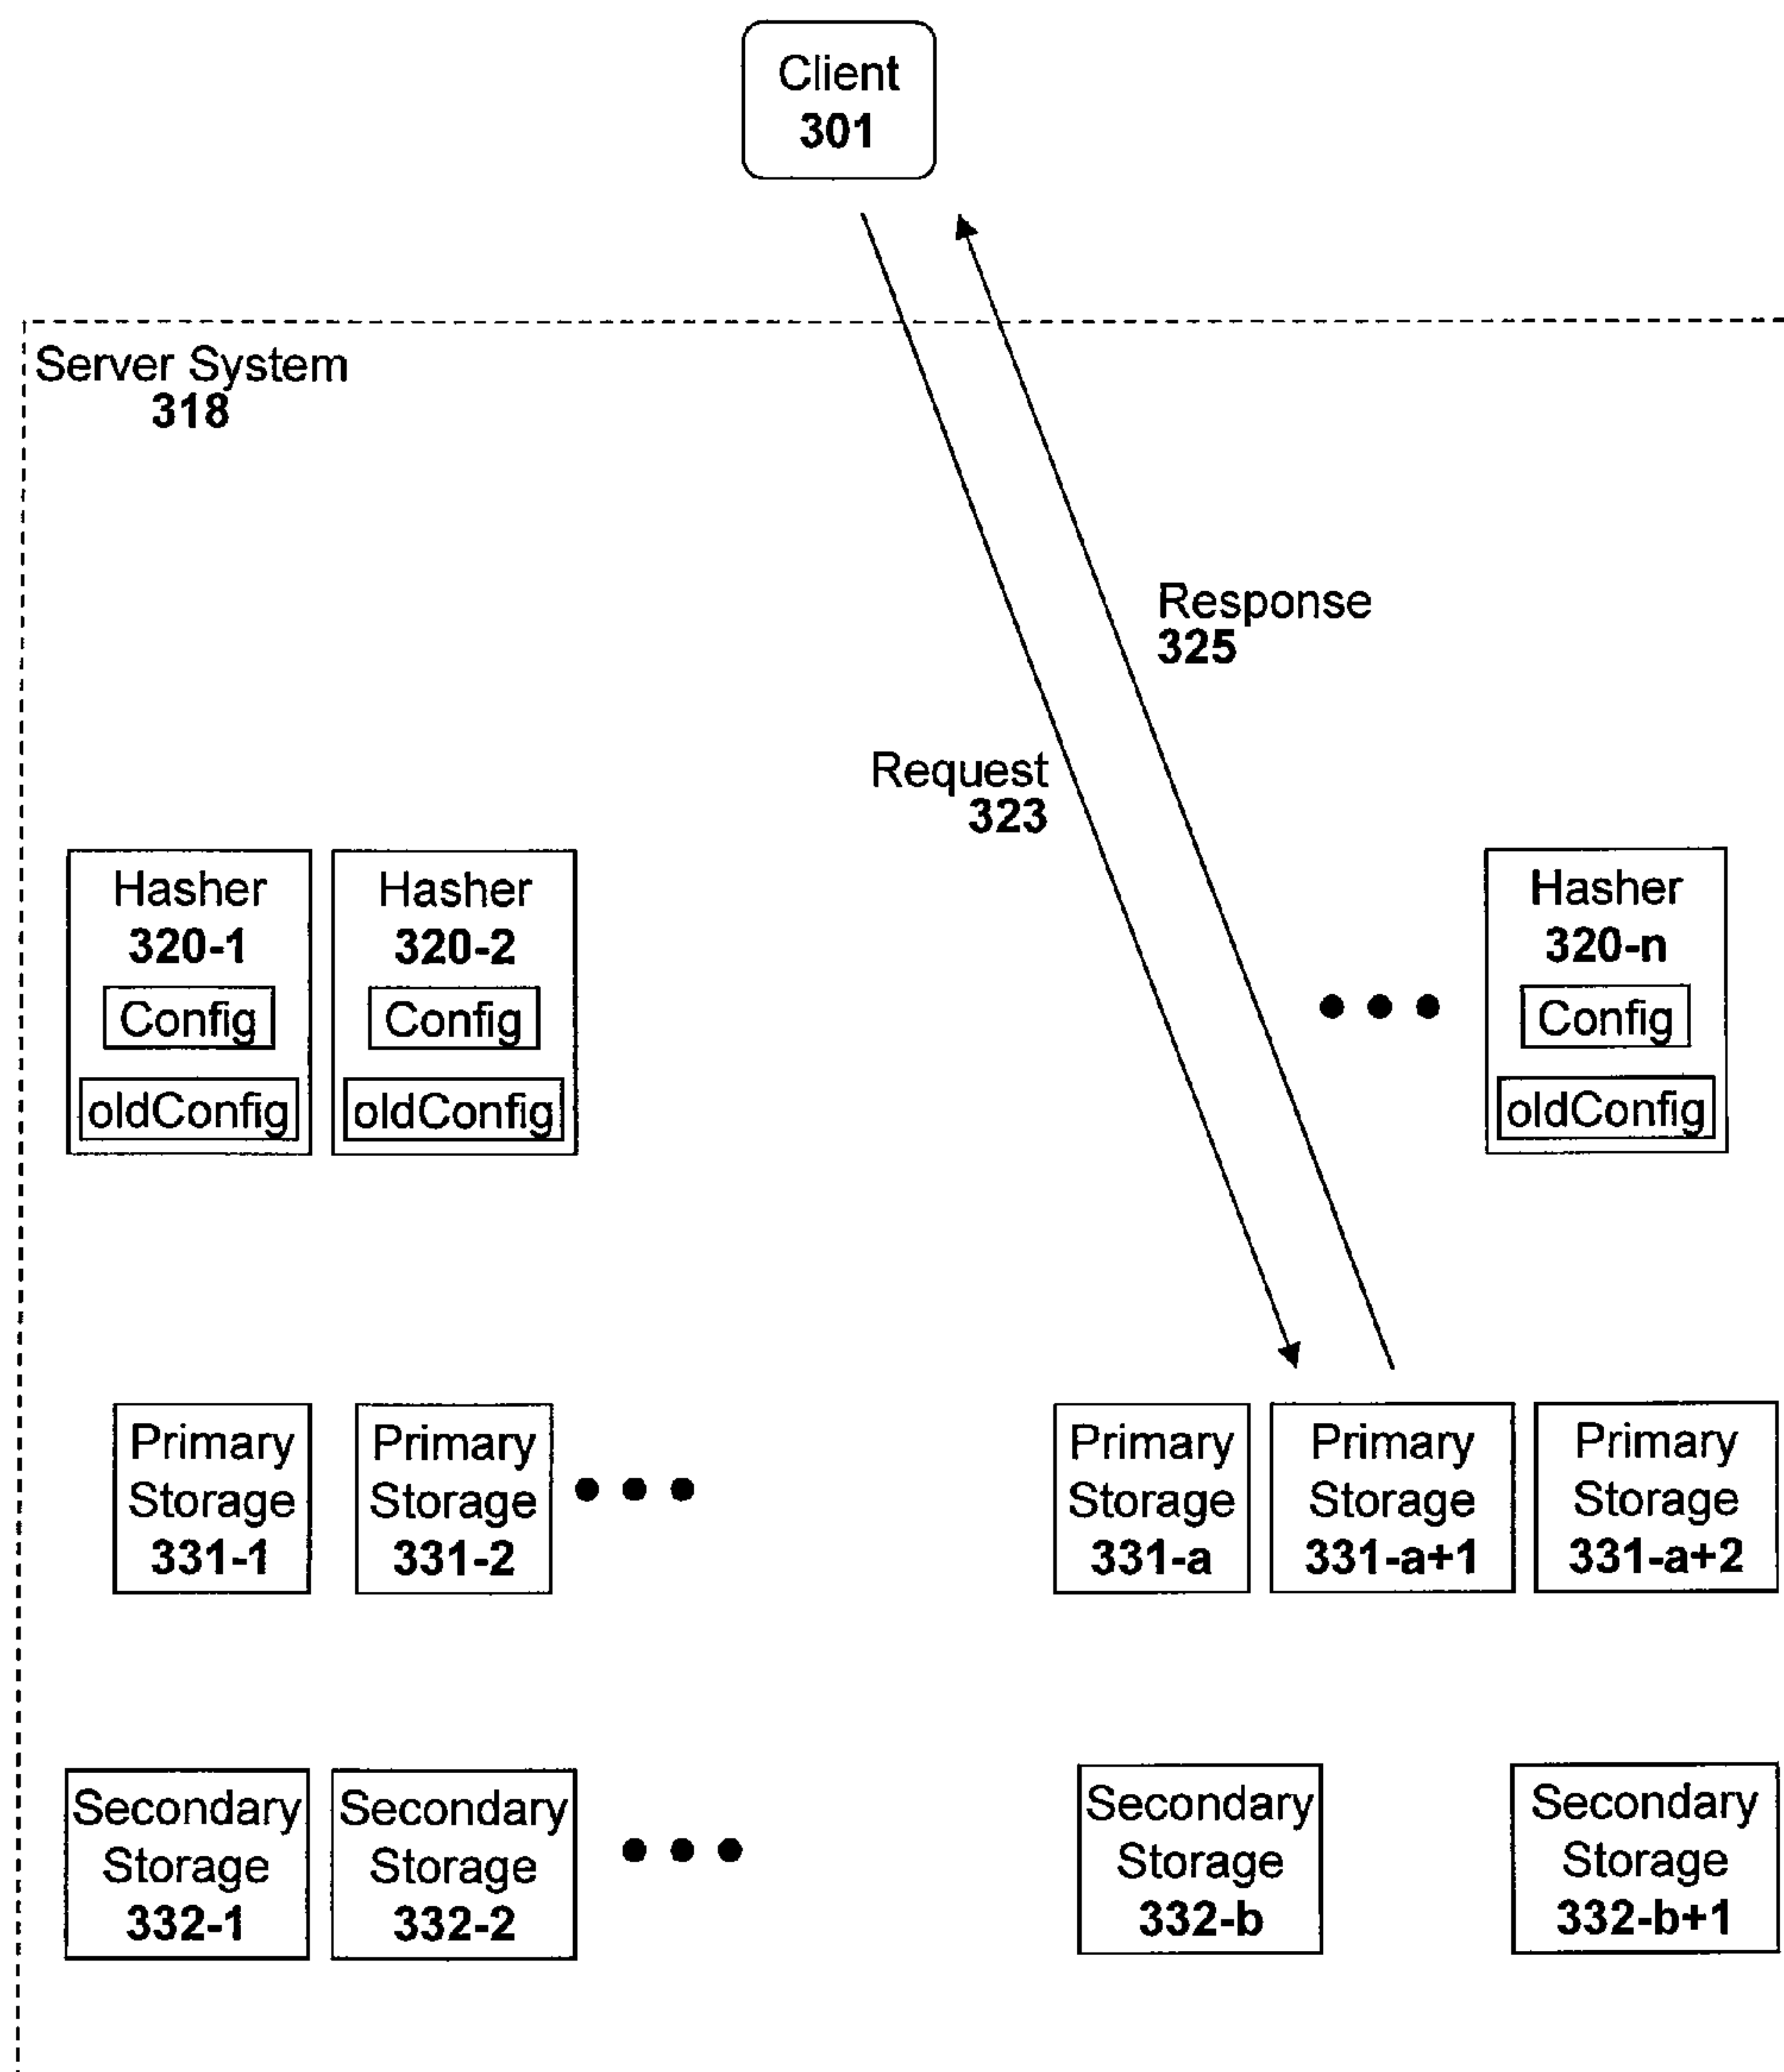 Client
301
Server System
318
Response
325
Request
323
Hasher
320-1
Config
oldConfig
Hasher
320-2
Config
oldConfig
Hasher
320-n
Config
oldConfig
Primary
Storage
331-1
Primary
Storage
331-2
Primary
Storage
331-a
Primary
Storage
331-a+1
Primary
Storage
331-a+2
Secondary
Storage
332-1
Secondary
Storage
332-2
Secondary
Storage
332-b
Secondary
Storage
332-b+1